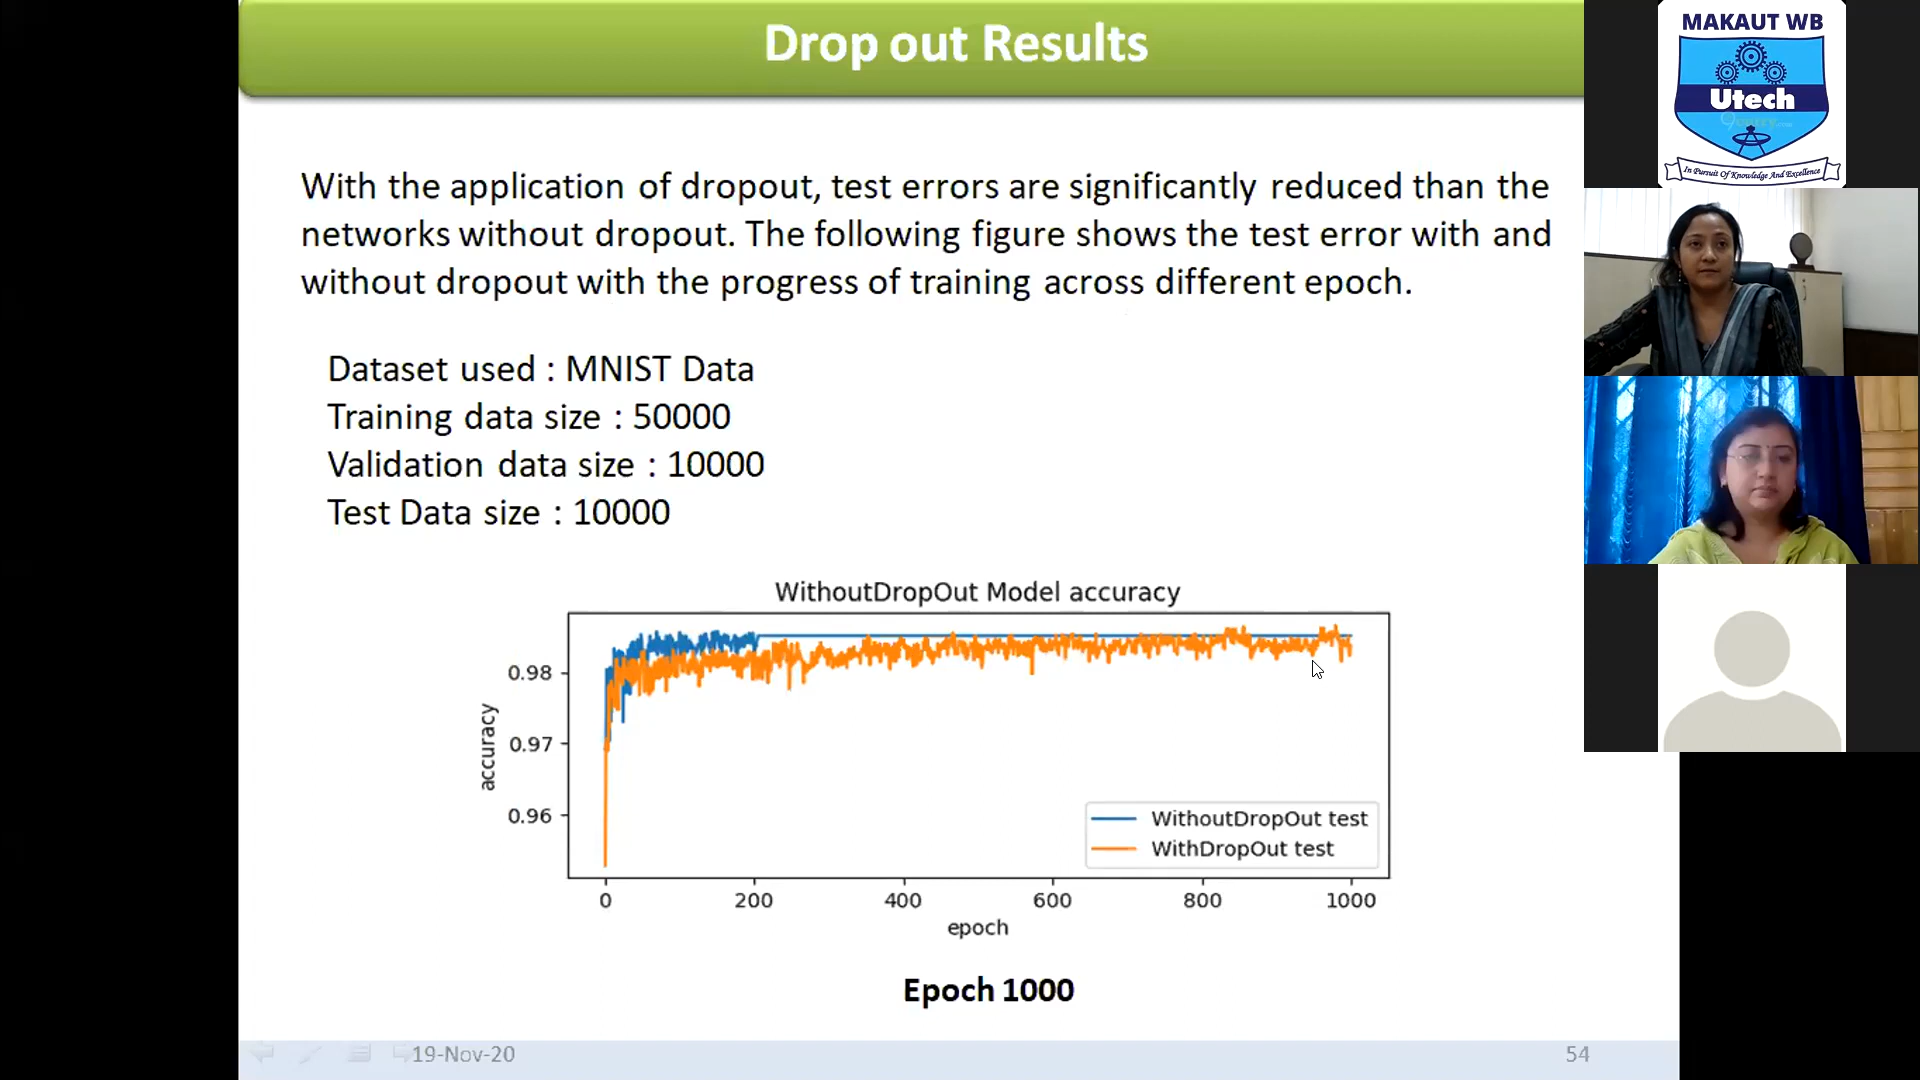 Drop out Results
With the application of dropout, test errors are significantly reduced than the
networks without dropout. The following figure shows the test error with and
without dropout with the progress of training across different epoch.
Dataset used : MNIST Data
Training data size : 50000
Validation data size : 10000
Test Data size : 10000
WithoutDropOut Model accuracy
accuracy
0.98
0.97
0.96
WithoutDropOut test
WithDropOut test
0 200 400 600 800 1000
epoch
Epoch 1000
19-Nov-20
54
MAKAUT WB
Utech
In Pursuit Of Knowledge And Excellence